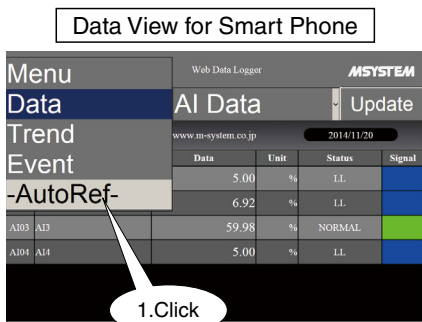 Data View for Smart Phone
Menu
Web Data Logger
MSYSTEM
Data
AI Data
Update
Trend
www.m-system.co.jp
2014/11/20
Event
Data Unit Status Signal
-AutoRef-
5.00 % LL
6.92 % LL
AI03 AI3 59.98 % NORMAL
AI04 AI4 5.00 % LL
1.Click